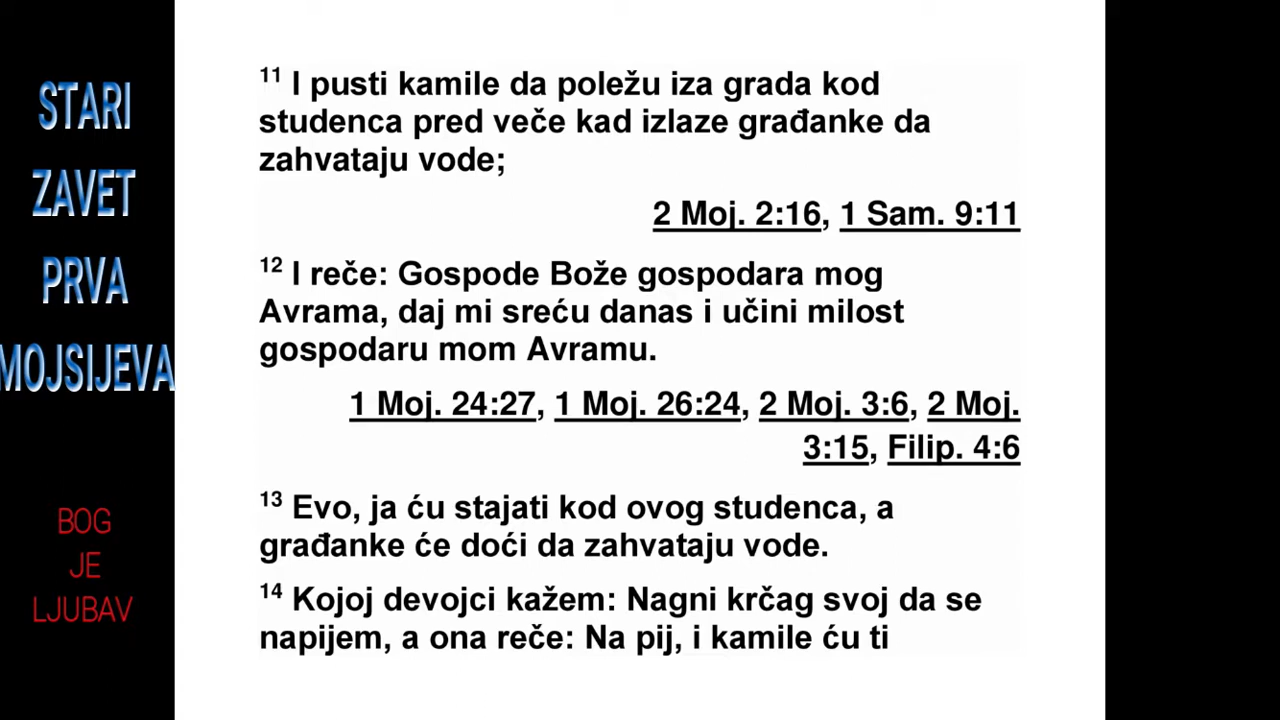 STARI
ZAVET
PRVA
MOJSIJEVA
BOG
JE
LJUBAV
11 I pusti kamile da poležu iza grada kod
studenca pred veče kad izlaze građanke da
zahvataju vode;
2 Moj. 2:16, 1 Sam. 9:11
12 I reče: Gospode Bože gospodara mog
Avrama, daj mi sreću danas i učini milost
gospodaru mom Avramu.
1 Moj. 24:27, 1 Moj. 26:24, 2 Moj. 3:6, 2 Moj.
3:15, Filip. 4:6
13 Evo, ja ću stajati kod ovog studenca, a
građanke će doći da zahvataju vode.
14 Kojoj devojci kažem: Nagni krčag svoj da se
napijem, a ona reče: Na pij, i kamile ću ti